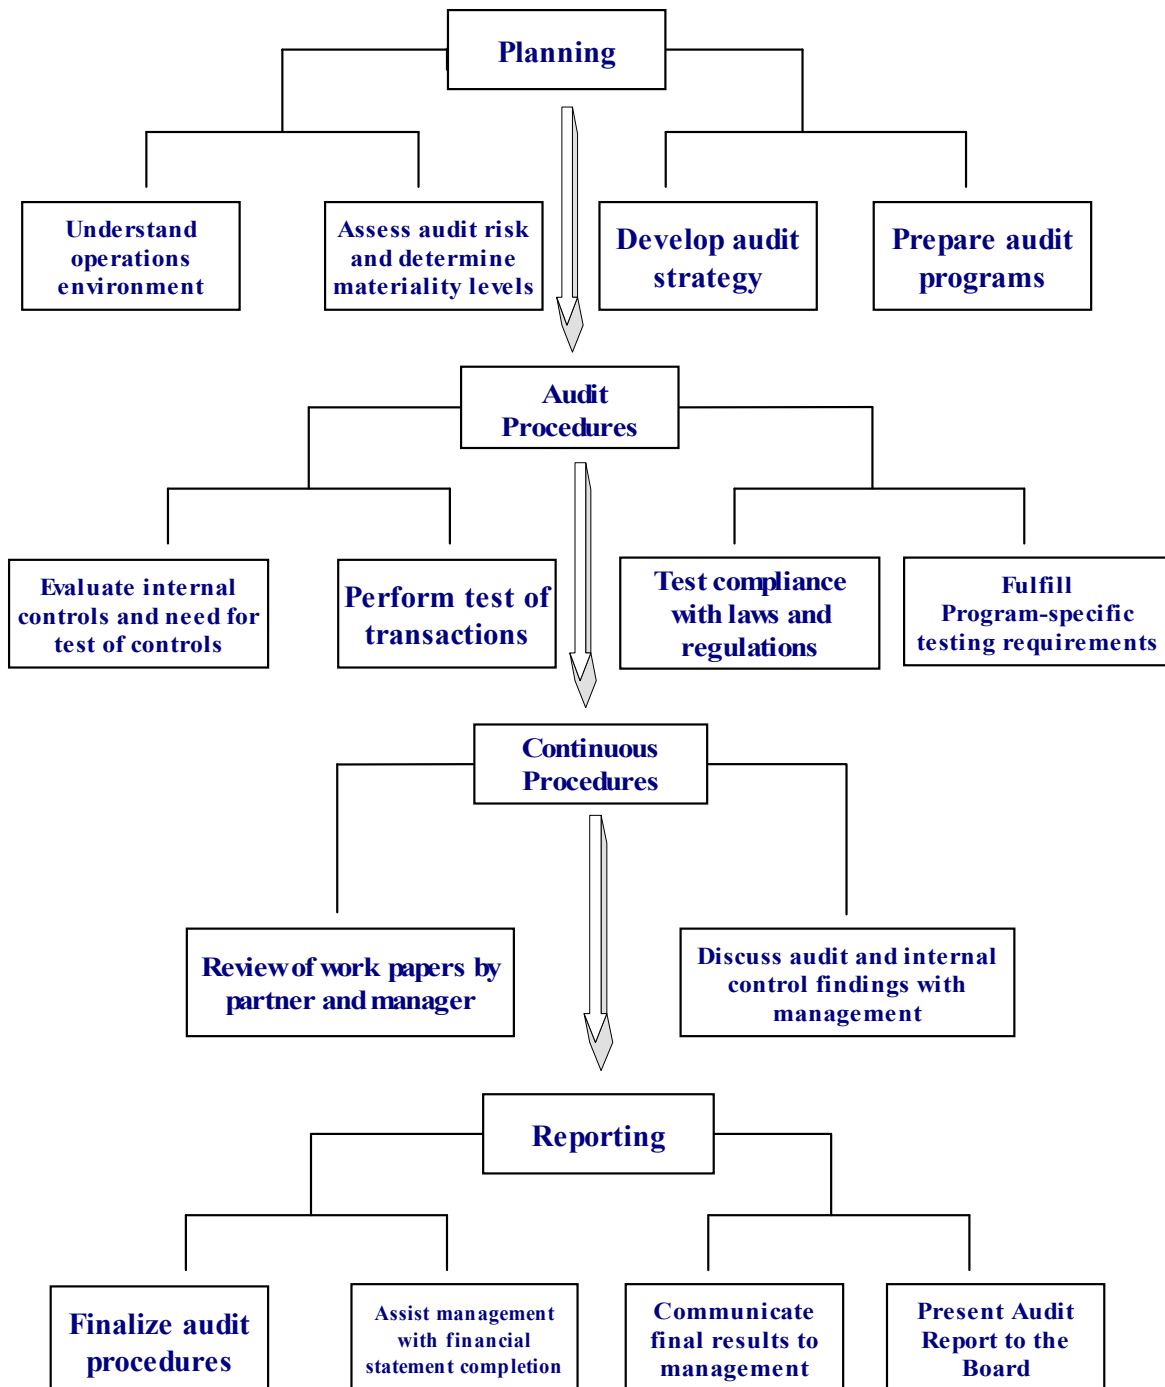 Planning
Understand
operations
environment
Assess audit risk
and determine
materiality levels
Develop audit
strategy
Prepare audit
programs
Audit
Procedures
Evaluate internal
controls and need for
test of controls
Perform test of
transactions
Test compliance
with laws and
regulations
Fulfill
Program-specific
testing requirements
Continuous
Procedures
Review of work papers by
partner and manager
Discuss audit and internal
control findings with
management
Reporting
Finalize audit
procedures
Assist management
with financial
statement completion
Communicate
final results to
management
Present Audit
Report to the
Board